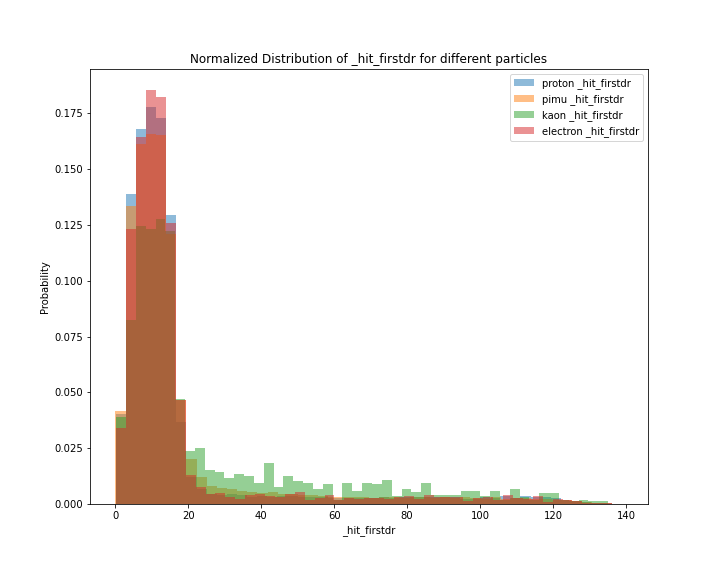 Normalized Distribution of _hit_firstdr for different particles
proton _hit_firstdr
pimu _hit_firstdr
kaon _hit_firstdr
electron _hit_firstdr
Probability
0.175
0.150
0.125
0.100
0.075
0.050
0.025
0.000
0 20 40 60 80 100 120 140
_hit_firstdr